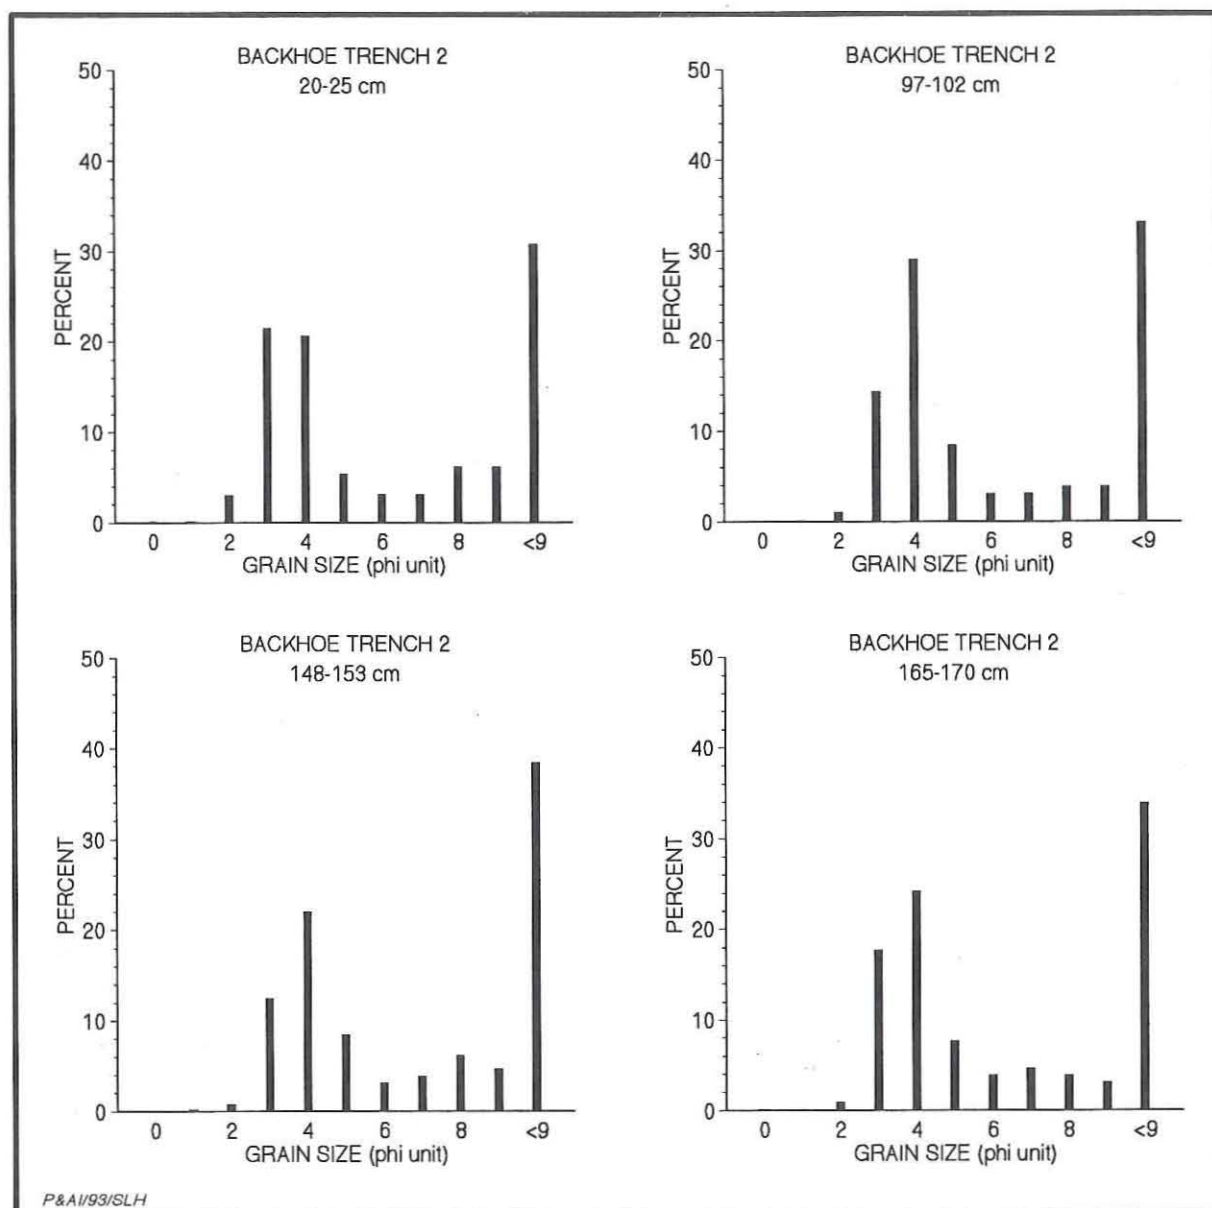 BACKHOE TRENCH 2
20-25 cm
50
40
30
20
10
0
PERCENT
0 2 4 6 8 <9
GRAIN SIZE (phi unit)
BACKHOE TRENCH 2
97-102 cm
50
40
30
20
10
0
PERCENT
0 2 4 6 8 <9
GRAIN SIZE (phi unit)
BACKHOE TRENCH 2
148-153 cm
50
40
30
20
10
0
PERCENT
0 2 4 6 8 <9
GRAIN SIZE (phi unit)
BACKHOE TRENCH 2
165-170 cm
50
40
30
20
10
0
PERCENT
0 2 4 6 8 <9
GRAIN SIZE (phi unit)
P&AI/93/SLH